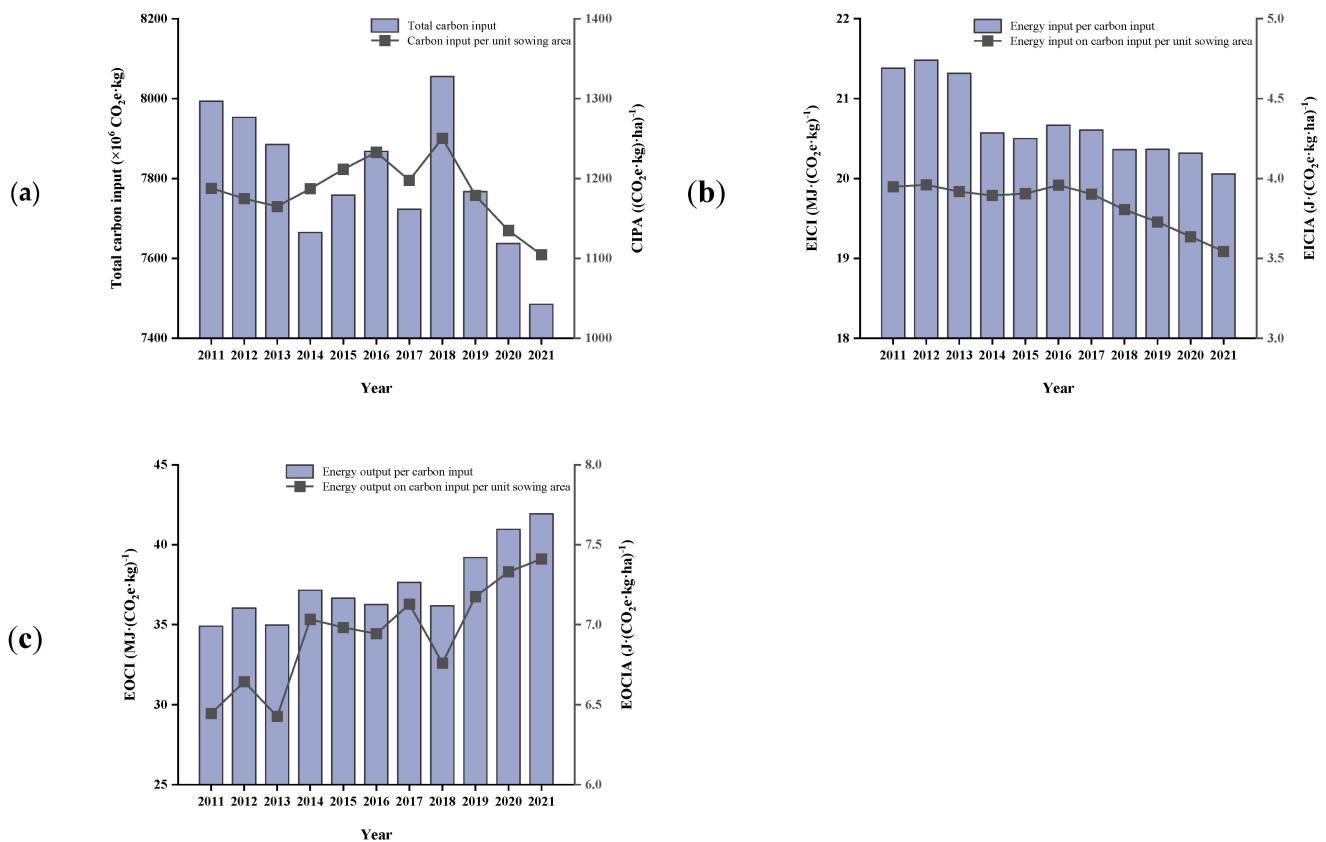 (a)
Total carbon input
Carbon input per unit sowing area
Total carbon input (×10⁶ CO₂e·kg)
8200
8000
7800
7600
7400
1400
1300
1200
1100
1000
CIPA ((CO₂e·kg)·ha)⁻¹)
2011 2012 2013 2014 2015 2016 2017 2018 2019 2020 2021
Year
(b)
Energy input per carbon input
Energy input on carbon input per unit sowing area
EICI (MJ·(CO₂e·kg)⁻¹)
22
21
20
19
18
5.0
4.5
4.0
3.5
3.0
EICIA (J·(CO₂e·kg·ha)⁻¹)
2011 2012 2013 2014 2015 2016 2017 2018 2019 2020 2021
Year
(c)
Energy output per carbon input
Energy output on carbon input per unit sowing area
EOCI (MJ·(CO₂e·kg)⁻¹)
45
40
35
30
25
8.0
7.5
7.0
6.5
6.0
EOCIA (J·(CO₂e·kg·ha)⁻¹)
2011 2012 2013 2014 2015 2016 2017 2018 2019 2020 2021
Year